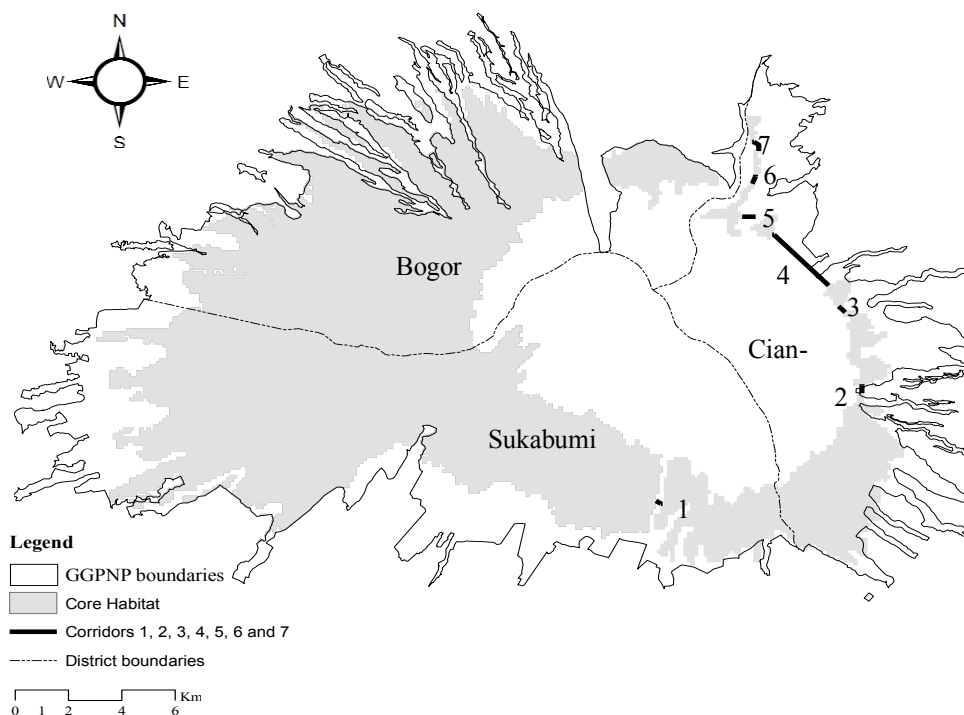 N
W E
S
7
6
5
Bogor
4
3
Cian-
2
Sukabumi
1
Legend
GGPNP boundaries
Core Habitat
Corridors 1, 2, 3, 4, 5, 6 and 7
District boundaries
Km
0 1 2 4 6